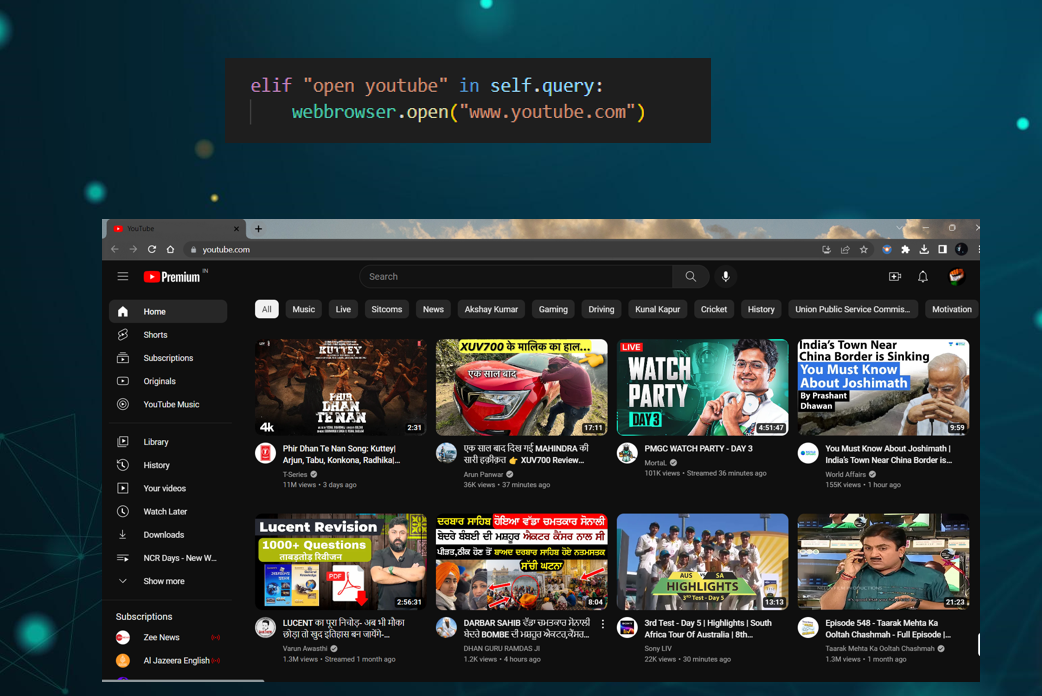 elif "open youtube" in self.query:
webbrowser.open("www.youtube.com")
YouTube
youtube.com
Premium IN
Search
Home
Shorts
Subscriptions
Originals
YouTube Music
Library
History
Your videos
Watch Later
Downloads
NCR Days - New W...
Show more
Subscriptions
Zee News
Al Jazeera English
All Music Live Sitcoms News Akshay Kumar Gaming Driving Kunal Kapur Cricket History Union Public Service Commis... Motivation
KUTTEY
PHIR
DHAN
TE NAN
4k
2:31
Phir Dhan Te Nan Song: Kuttey|
Arjun, Tabu, Konkona, Radhika|...
T-Series
11M views • 3 days ago
XUV700 के मालिक का हाल...
एक साल बाद
17:11
एक साल बाद दिख गई MAHINDRA की
सारी हक़ीक़त 👉 XUV700 Review...
Arun Panwar
36K views • 37 minutes ago
LIVE
WATCH
PARTY
DAY 3
4:51:47
PMGC WATCH PARTY - DAY 3
MortaL
101K views • Streamed 36 minutes ago
India's Town Near
China Border is Sinking
You Must Know
About Joshimath
By Prashant
Dhawan
9:59
You Must Know About Joshimath |
India's Town Near China Border is...
World Affairs
155K views • 1 hour ago
Lucent Revision
1000+ Questions
ताबड़तोड़ रिवीजन
PDF
2:56:31
LUCENT का पूरा निचोड़- अब भी मौका
छोड़ा तो खुद इतिहास बन जायेंगे-...
Varun Awasthi
1.3M views • Streamed 1 month ago
ਦਰਬਾਰ ਸਾਹਿਬ ਹੋਇਆ ਵੱਡਾ ਚਮਤਕਾਰ ਸੋਨਾਲੀ
ਬੇਦਰੇ ਬੰਬਈ ਦੀ ਮਸ਼ਹੂਰ ਐਕਟਰ ਕੈਂਸਰ ਨਾਲ ਸੀ
ਪੀੜਤ,ਠੀਕ ਹੋਣ ਤੋਂ ਬਾਅਦ ਦਰਬਾਰ ਸਾਹਿਬ ਹੋਏ ਨਤਮਸਤਕ
ਸੱਚੀ ਘਟਨਾ
8:04
DARBAR SAHIB ਵੱਡਾ ਚਮਤਕਾਰ ਸੋਨਾਲੀ
ਬੇਦਰੇ BOMBE ਦੀ ਮਸ਼ਹੂਰ ਐਕਟਰ,ਕੈਂਸਰ...
DHAN GURU RAMDAS JI
1.2K views • 4 hours ago
AUS SA
HIGHLIGHTS
3rd Test - Day 5
13:13
3rd Test - Day 5 | Highlights | South
Africa Tour Of Australia | 8th...
Sony LIV
22K views • 30 minutes ago
21:23
Episode 548 - Taarak Mehta Ka
Ooltah Chashmah - Full Episode |...
Taarak Mehta Ka Ooltah Chashmah
1.3M views • 1 month ago